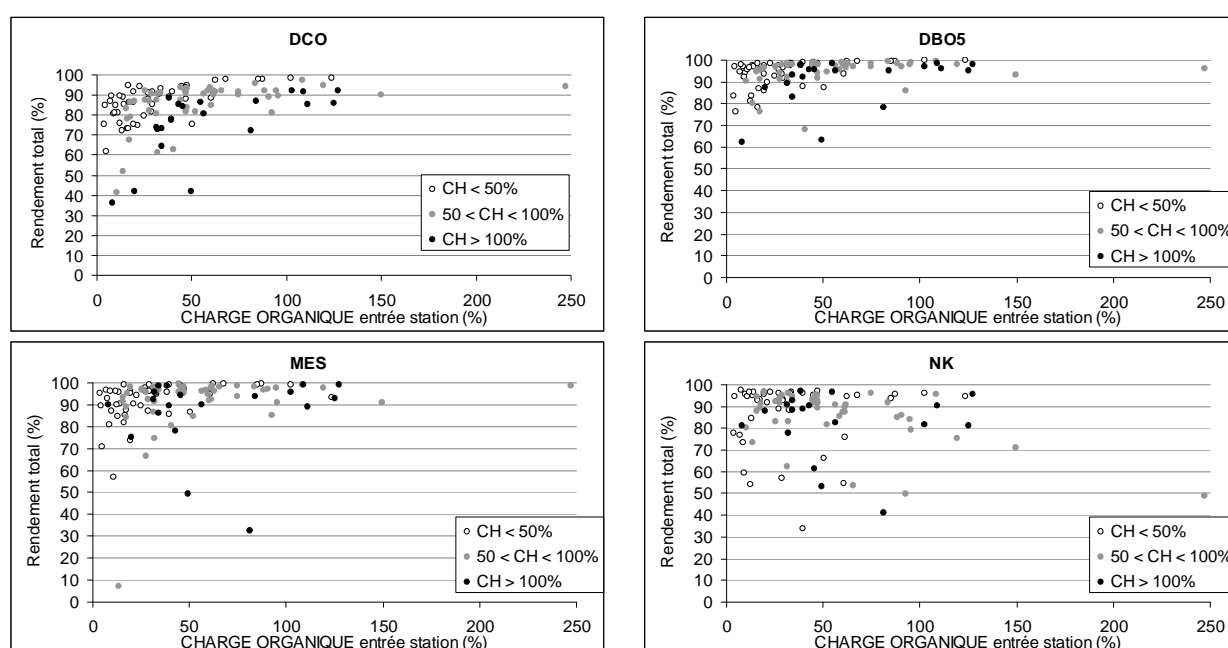 DCO
Rendement total (%)
100
90
80
70
60
50
40
30
20
10
0
0 50 100 150 200 250
CHARGE ORGANIQUE entrée station (%)
CH < 50%
50 < CH < 100%
CH > 100%
DBO5
Rendement total (%)
100
90
80
70
60
50
40
30
20
10
0
0 50 100 150 200 250
CHARGE ORGANIQUE entrée station (%)
CH < 50%
50 < CH < 100%
CH > 100%
MES
Rendement total (%)
100
90
80
70
60
50
40
30
20
10
0
0 50 100 150 200 250
CHARGE ORGANIQUE entrée station (%)
CH < 50%
50 < CH < 100%
CH > 100%
NK
Rendement total (%)
100
90
80
70
60
50
40
30
20
10
0
0 50 100 150 200 250
CHARGE ORGANIQUE entrée station (%)
CH < 50%
50 < CH < 100%
CH > 100%